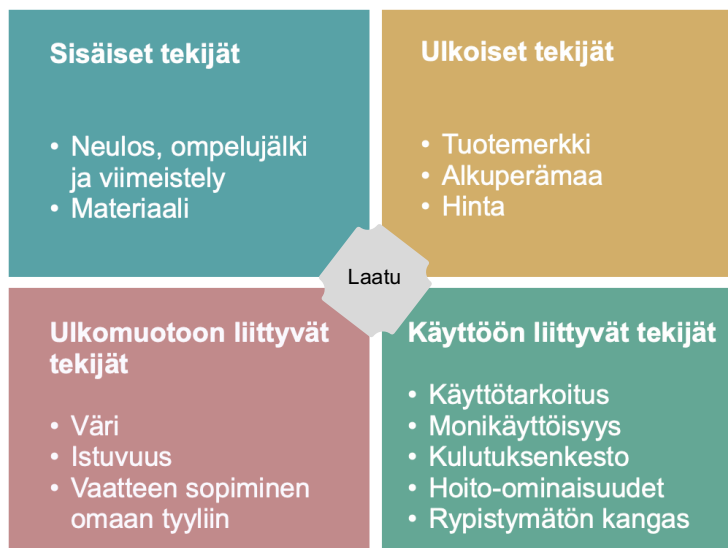 Sisäiset tekijät
• Neulos, ompelujälki
ja viimeistely
• Materiaali
Ulkoiset tekijät
• Tuotemerkki
• Alkuperämaa
• Hinta
Laatu
Ulkomuotoon liittyvät
tekijät
• Väri
• Istuvuus
• Vaatteen sopiminen
omaan tyyliin
Käyttöön liittyvät tekijät
• Käyttötarkoitus
• Monikäyttöisyys
• Kulutuksenkesto
• Hoito-ominaisuudet
• Rypistymätön kangas